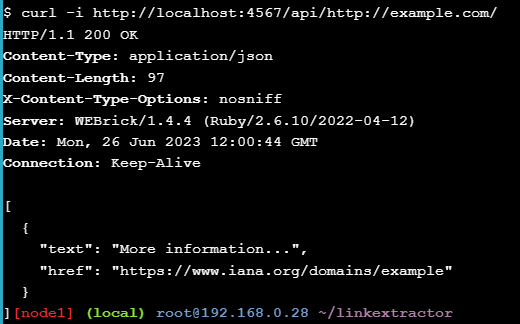 $ curl -i http://localhost:4567/api/http://example.com/
HTTP/1.1 200 OK
Content-Type: application/json
Content-Length: 97
X-Content-Type-Options: nosniff
Server: WEBrick/1.4.4 (Ruby/2.6.10/2022-04-12)
Date: Mon, 26 Jun 2023 12:00:44 GMT
Connection: Keep-Alive

[
  {
    "text": "More information...",
    "href": "https://www.iana.org/domains/example"
  }
][node1] (local) root@192.168.0.28 ~/linkextractor